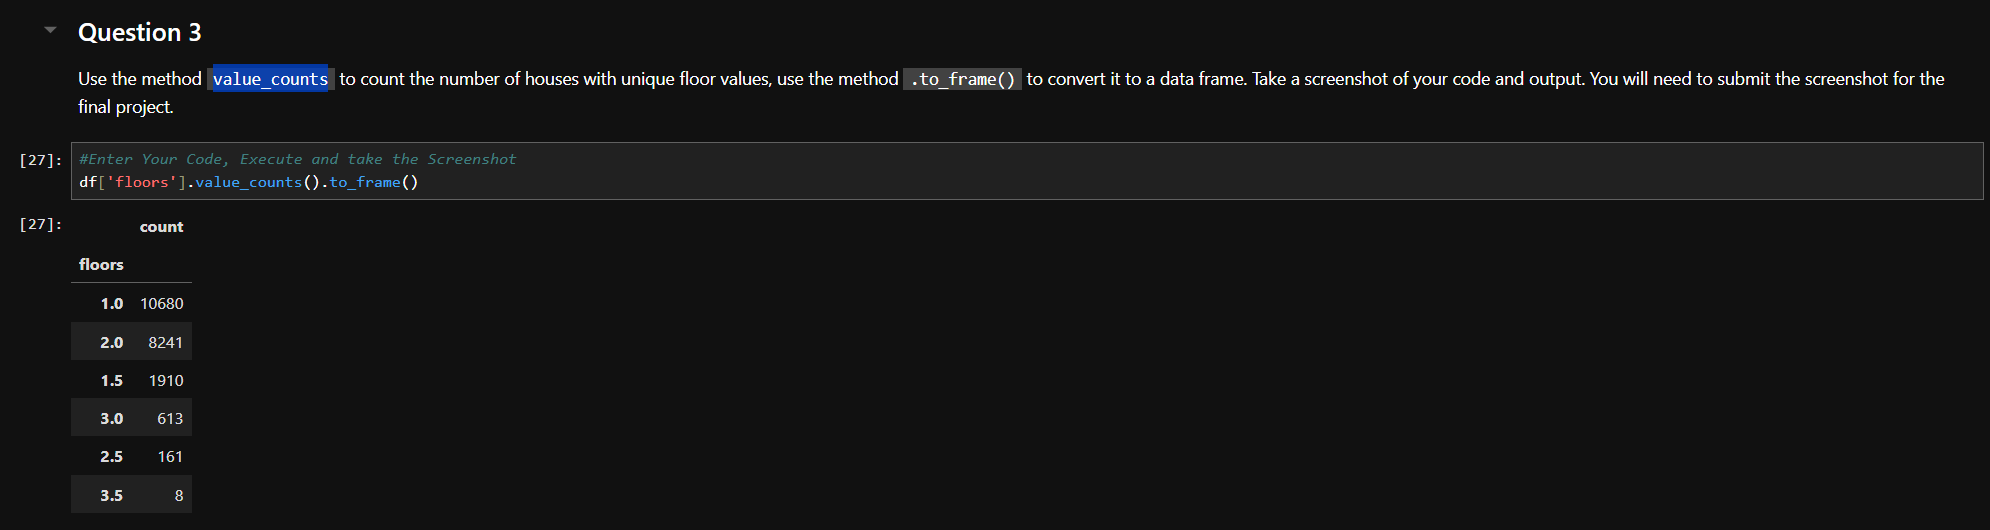 Question 3
Use the method value_counts to count the number of houses with unique floor values, use the method .to_frame() to convert it to a data frame. Take a screenshot of your code and output. You will need to submit the screenshot for the
final project.
[27]: #Enter Your Code, Execute and take the Screenshot
df['floors'].value_counts().to_frame()
[27]: count
floors
1.0 10680
2.0 8241
1.5 1910
3.0 613
2.5 161
3.5 8